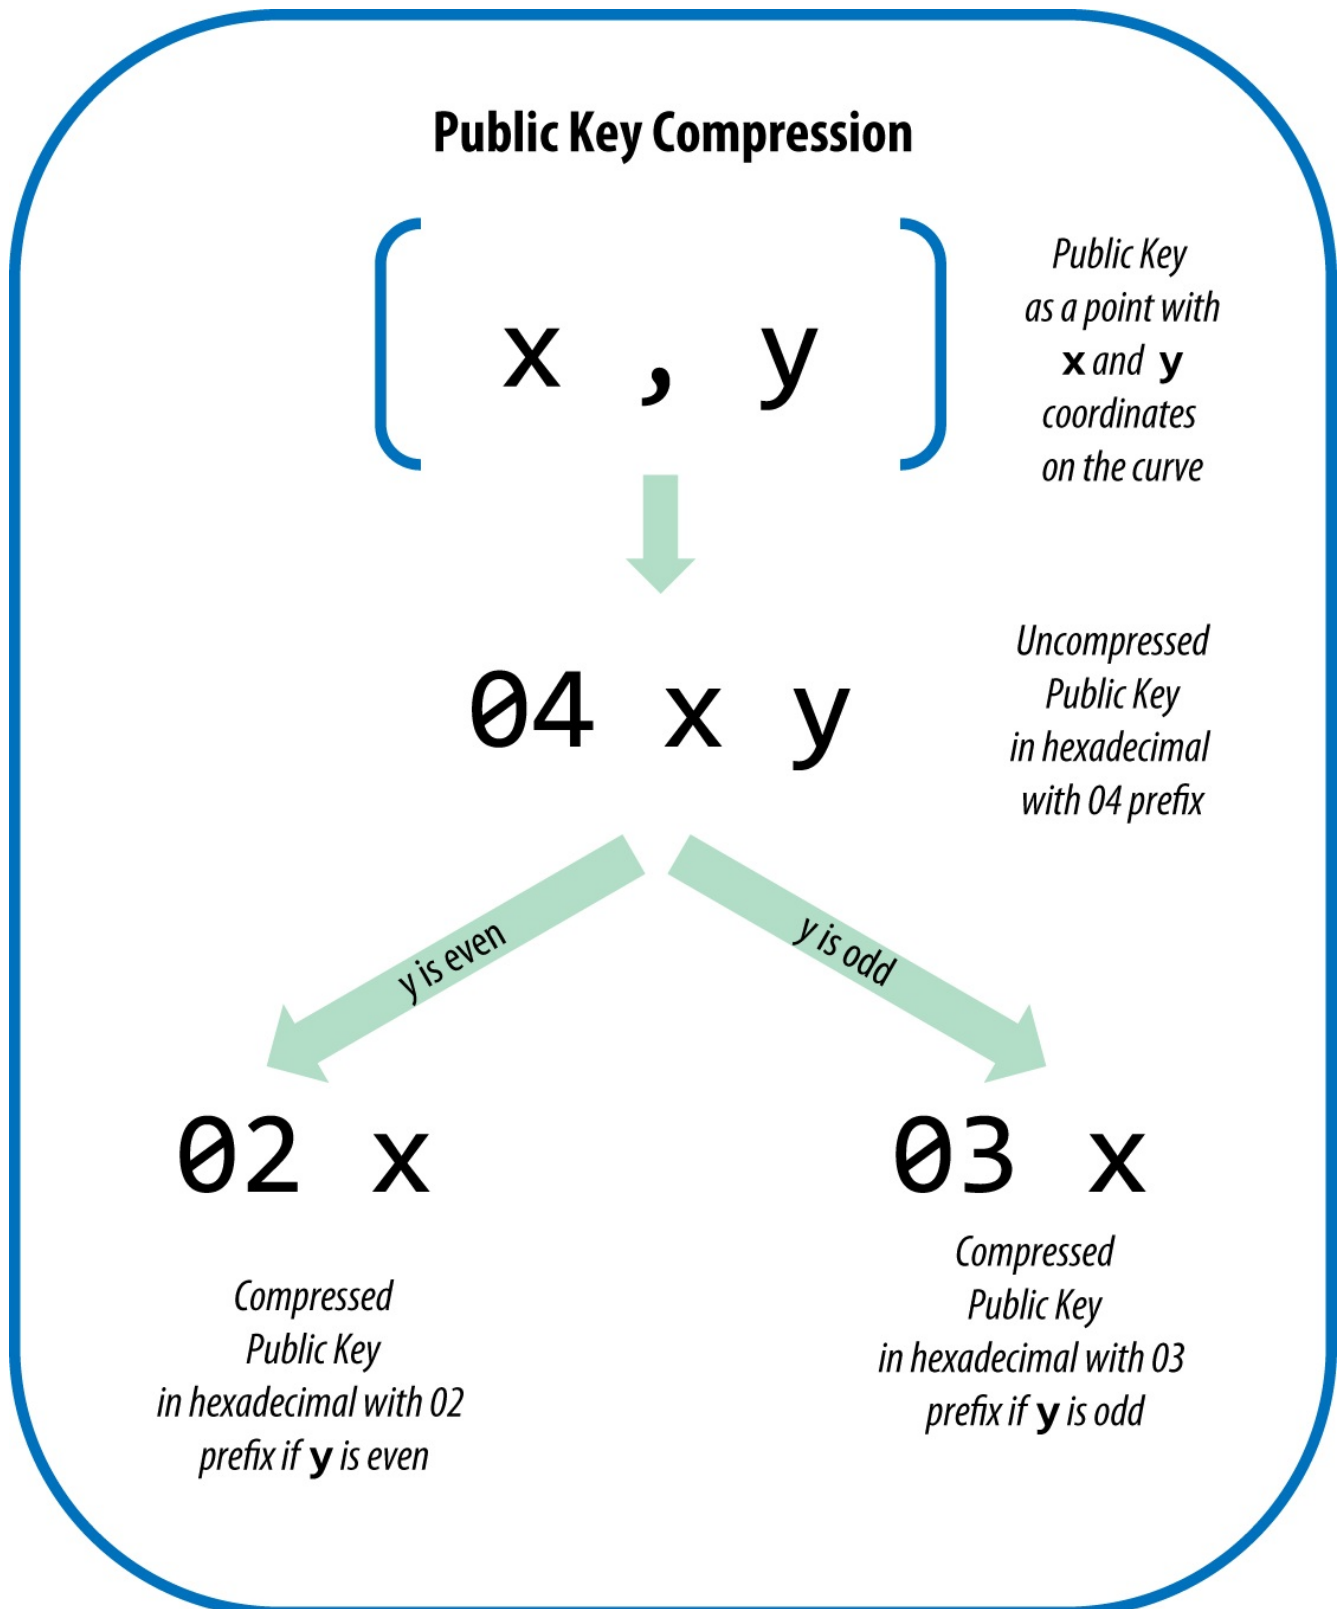 Public Key Compression
x , y
Public Key
as a point with
x and y
coordinates
on the curve
04 x y
Uncompressed
Public Key
in hexadecimal
with 04 prefix
y is even
y is odd
02 x
03 x
Compressed
Public Key
in hexadecimal with 02
prefix if y is even
Compressed
Public Key
in hexadecimal with 03
prefix if y is odd